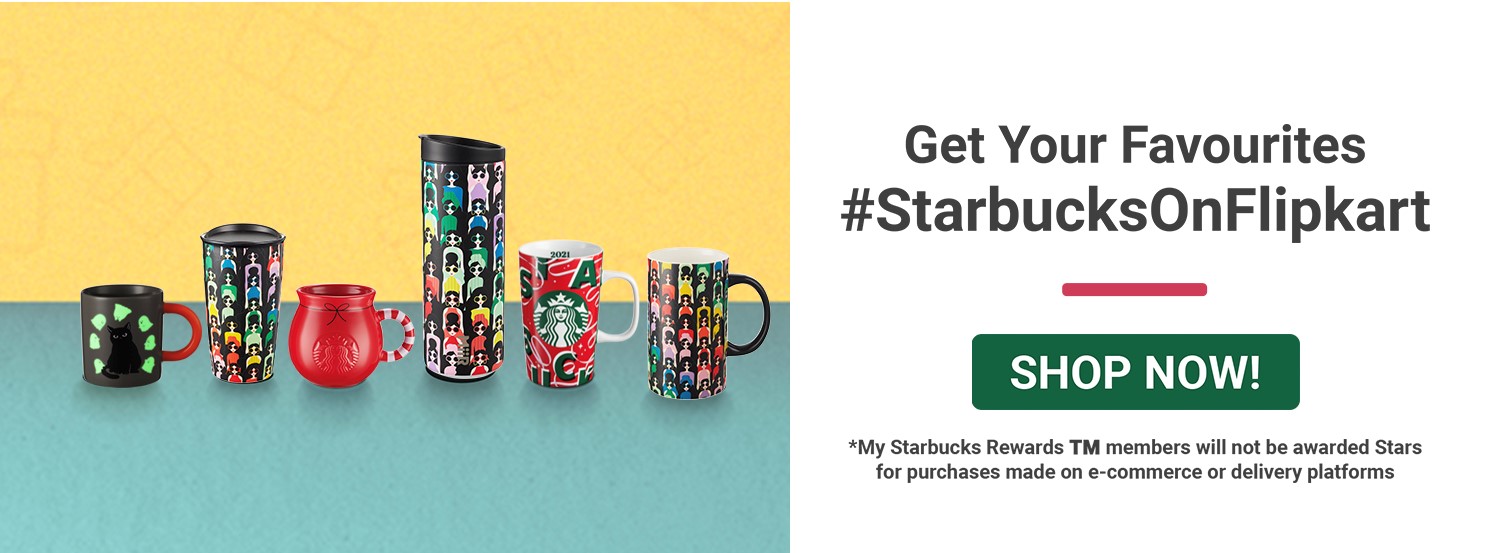 Get Your Favourites
#StarbucksOnFlipkart
SHOP NOW!
*My Starbucks Rewards TM members will not be awarded Stars
for purchases made on e-commerce or delivery platforms
2021